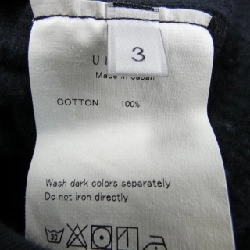 3
Made in Japan
COTTON 100%
Wash dark colors separately
Do not iron directly